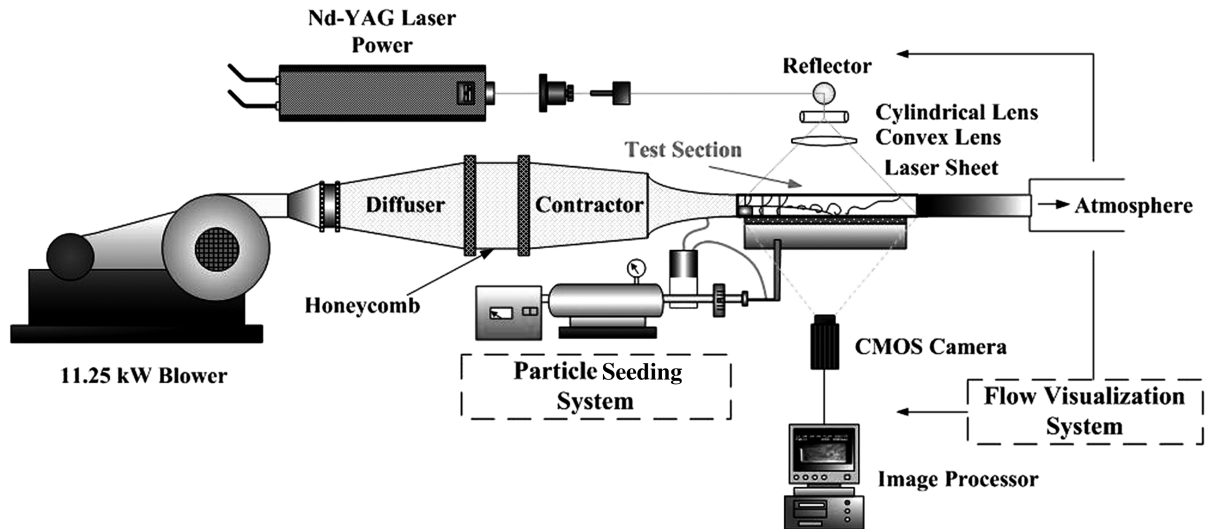 Nd-YAG Laser
Power
Reflector
Cylindrical Lens
Convex Lens
Test Section
Laser Sheet
Diffuser
Contractor
Atmosphere
Honeycomb
11.25 kW Blower
Particle Seeding
System
CMOS Camera
Flow Visualization
System
Image Processor